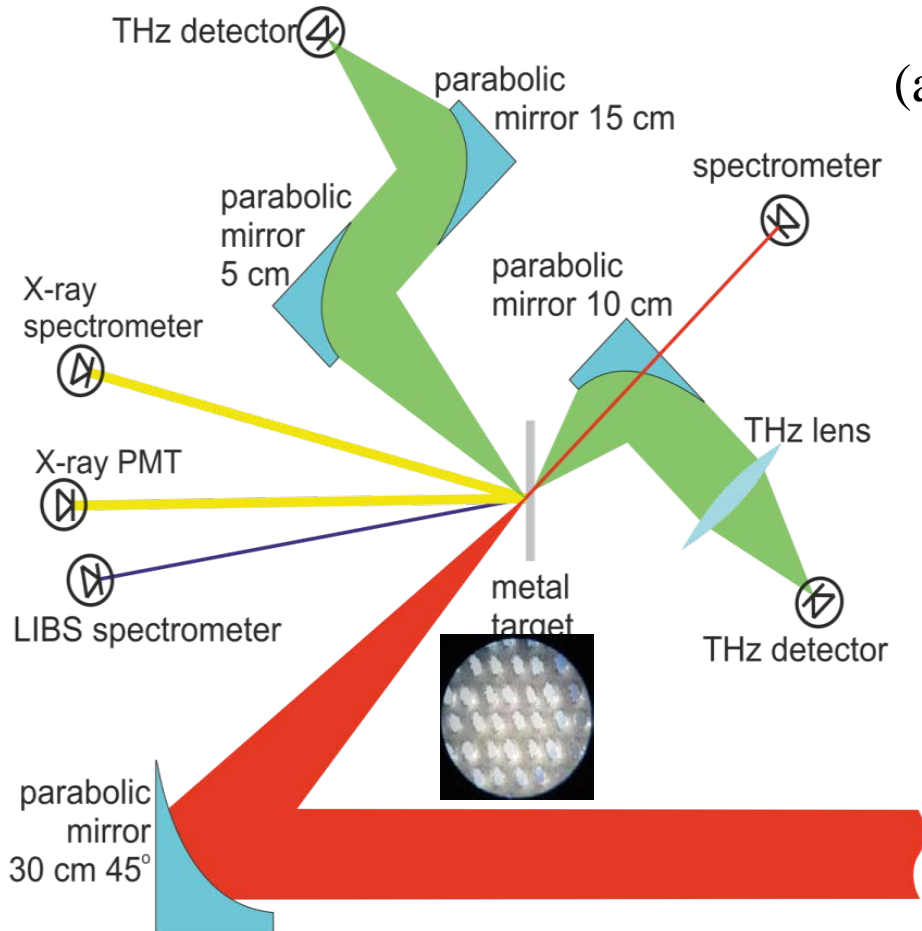 THz detector
parabolic
mirror 15 cm
(a
spectrometer
parabolic
mirror
5 cm
parabolic
mirror 10 cm
X-ray
spectrometer
THz lens
X-ray PMT
metal
target
LIBS spectrometer
THz detector
parabolic
mirror
30 cm 45°